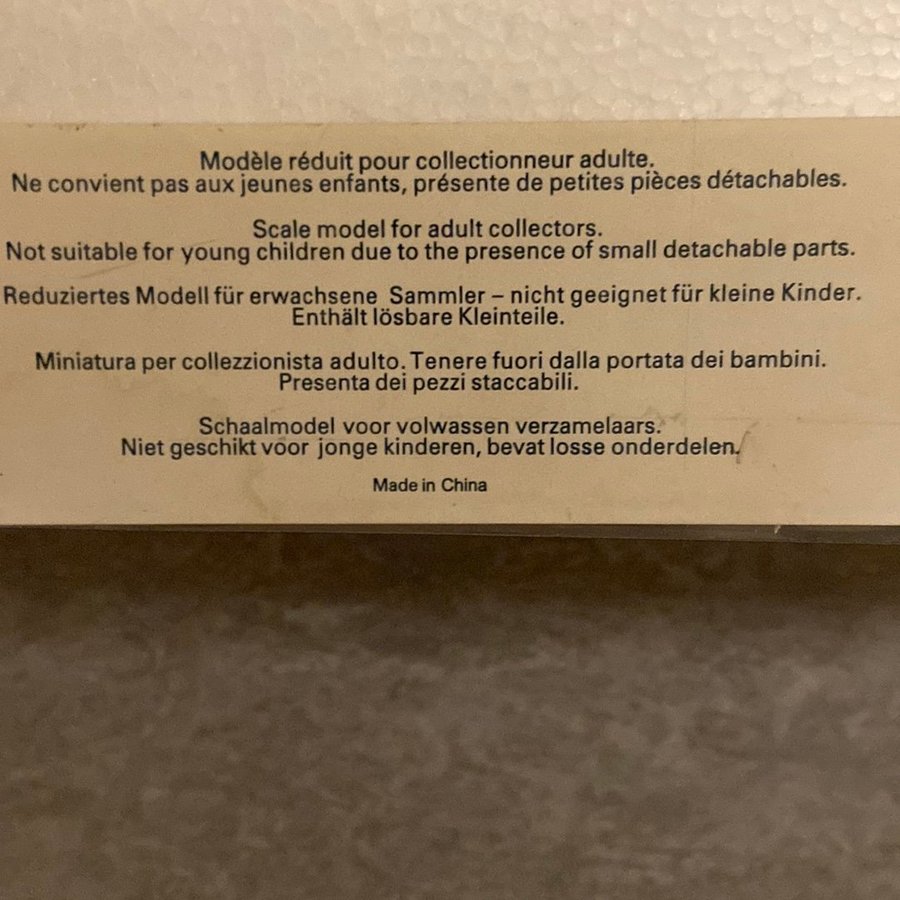 Modèle réduit pour collectionneur adulte.
Ne convient pas aux jeunes enfants, présente de petites pièces détachables.
Scale model for adult collectors.
Not suitable for young children due to the presence of small detachable parts.
Reduziertes Modell für erwachsene Sammler – nicht geeignet für kleine Kinder.
Enthält lösbare Kleinteile.
Miniatura per collezzionista adulto. Tenere fuori dalla portata dei bambini.
Presenta dei pezzi staccabili.
Schaalmodel voor volwassen verzamelaars.
Niet geschikt voor jonge kinderen, bevat losse onderdelen.
Made in China